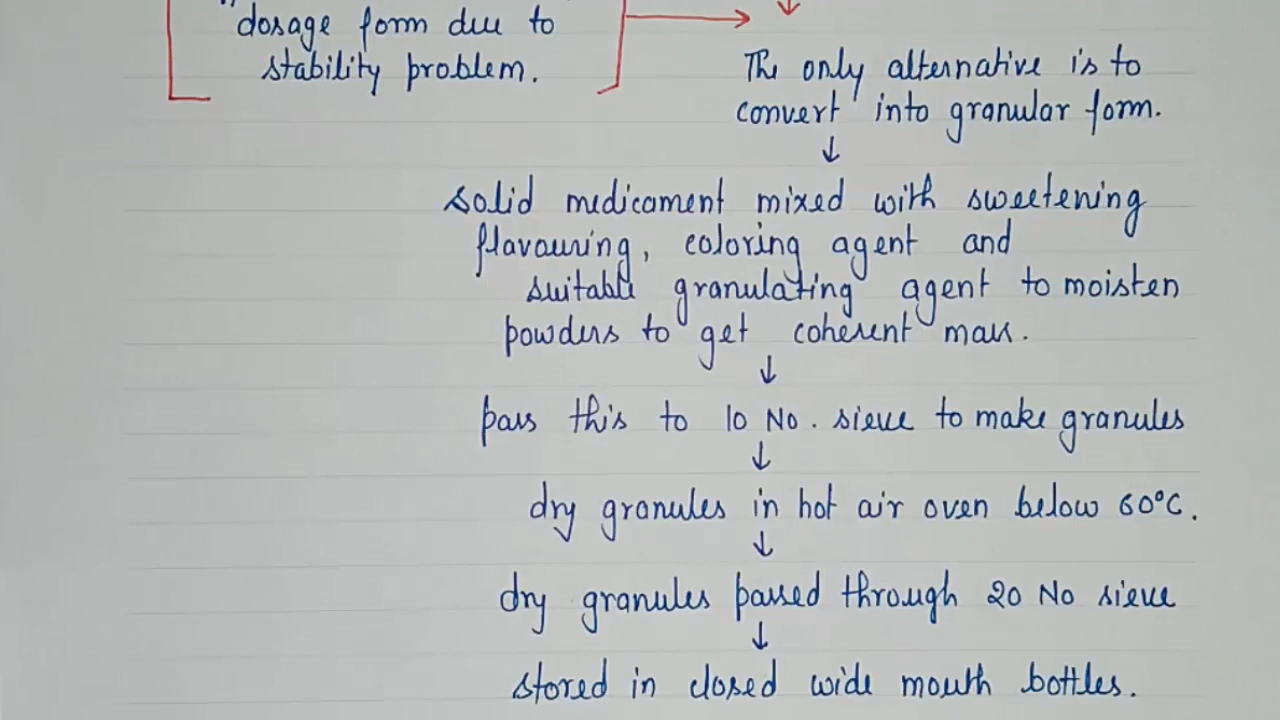 dosage form due to
stability problem.
The only alternative is to
convert into granular form.
↓
solid medicament mixed with sweetening
flavouring, coloring agent and
suitable granulating agent to moisten
powders to get coherent mass.
↓
pass this to 10 No. sieve to make granules
↓
dry granules in hot air oven below 60°C.
↓
dry granules passed through 20 No sieve
↓
stored in closed wide mouth bottles.